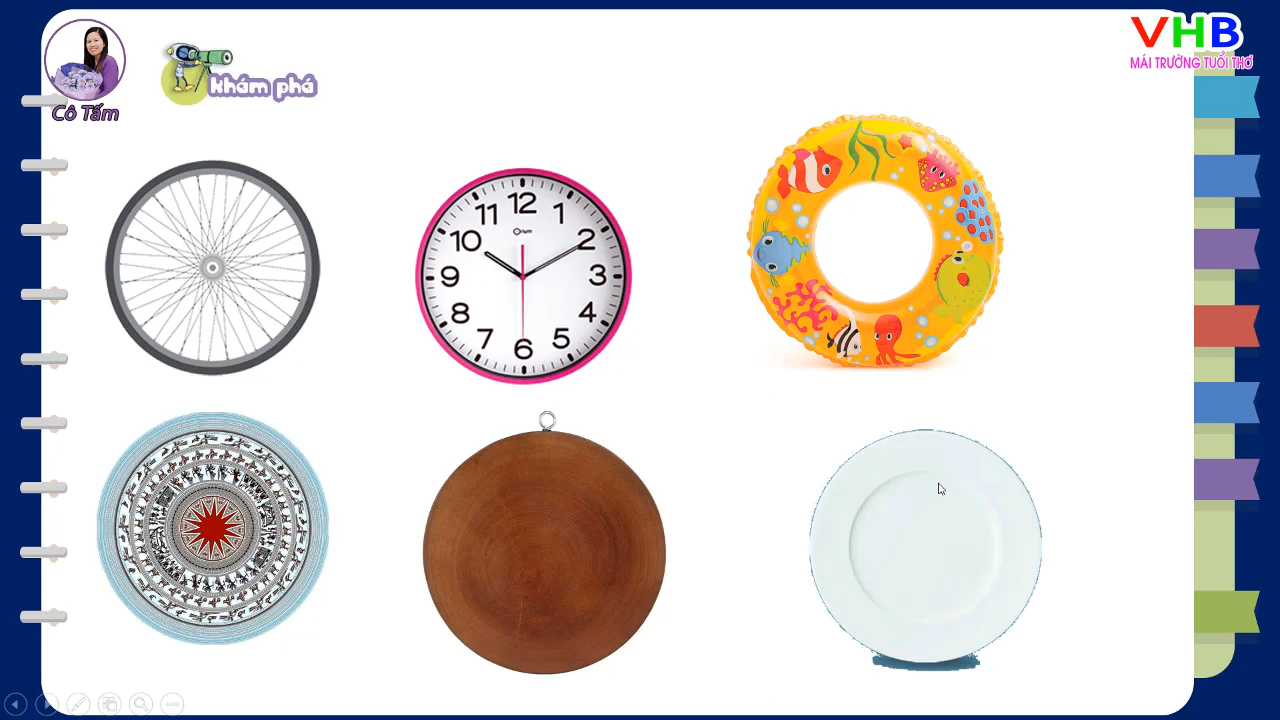 VHB
MÁI TRƯỜNG TUỔI THƠ
khám phá
Cô Tấm
12
11 1
10 2
9 3
8 4
7 5
6